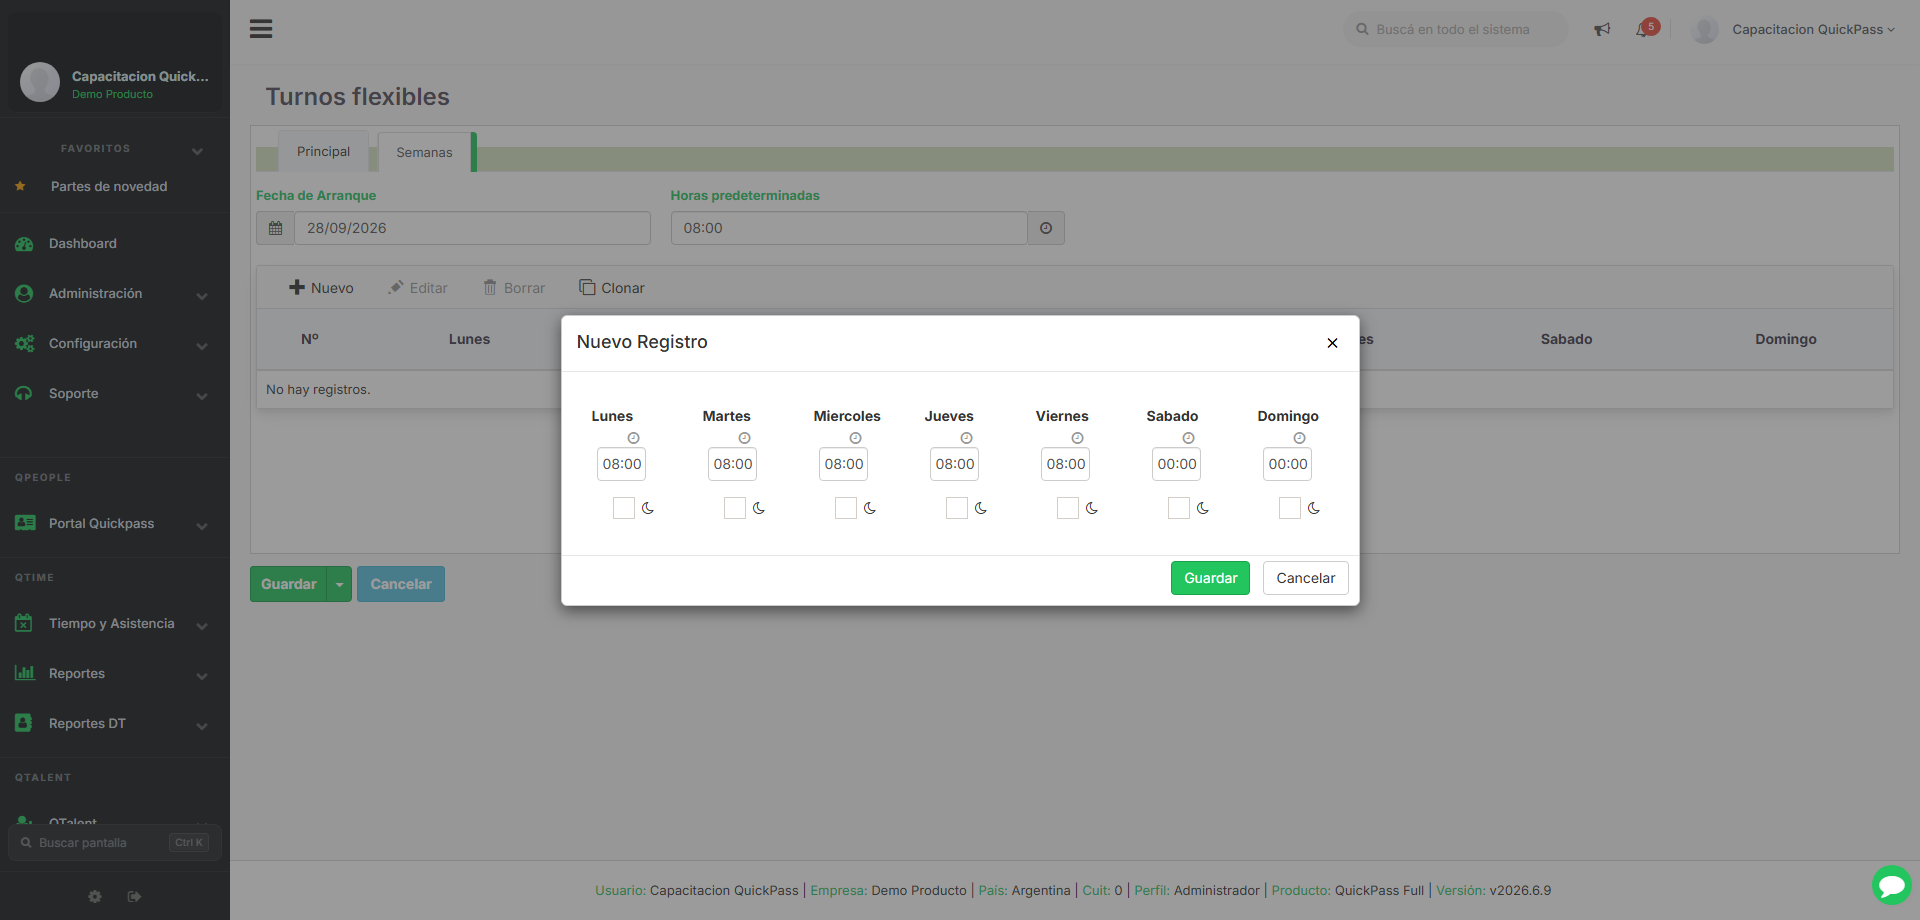 Capacitacion Quick...
Demo Producto
FAVORITOS
Partes de novedad
Dashboard
Administración
Configuración
Soporte
QPEOPLE
Portal Quickpass
QTIME
Tiempo y Asistencia
Reportes
Reportes DT
QTALENT
QTalent
Buscar pantalla Ctrl K
Buscá en todo el sistema 5 Capacitacion QuickPass
Turnos flexibles
Principal Semanas
Fecha de Arranque Horas predeterminadas
28/09/2026 08:00
Nuevo Editar Borrar Clonar
Nº Lunes es Sabado Domingo
No hay registros.
Guardar Cancelar
Nuevo Registro ×
Lunes Martes Miercoles Jueves Viernes Sabado Domingo
08:00 08:00 08:00 08:00 08:00 00:00 00:00
Guardar Cancelar
Usuario: Capacitacion QuickPass | Empresa: Demo Producto | País: Argentina | Cuit: 0 | Perfil: Administrador | Producto: QuickPass Full | Versión: v2026.6.9